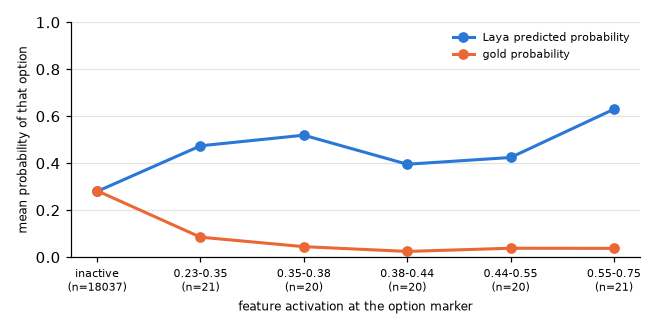 mean probability of that option
1.0
0.8
0.6
0.4
0.2
0.0
Laya predicted probability
gold probability
inactive
(n=18037)
0.23-0.35
(n=21)
0.35-0.38
(n=20)
0.38-0.44
(n=20)
0.44-0.55
(n=20)
0.55-0.75
(n=21)
feature activation at the option marker